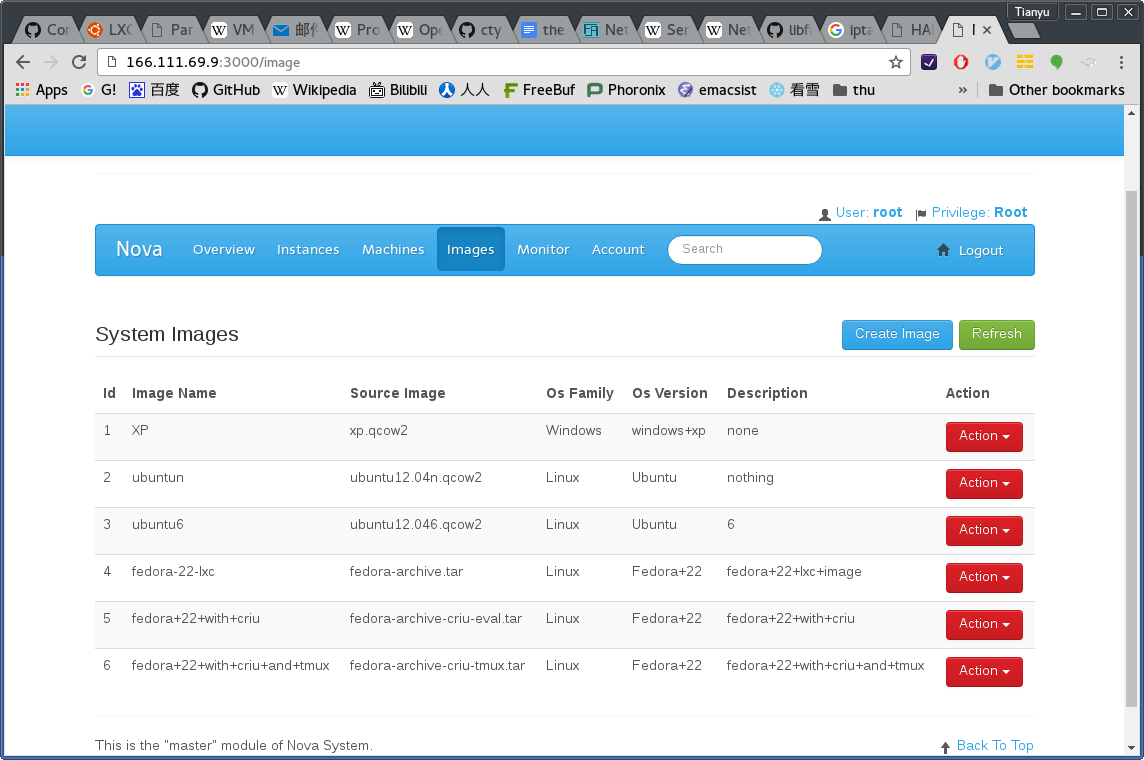 Tianyu
Cor LXC Par VM 邮件 Pro Ope cty the Net Ser Net libfu ipta HAI I
166.111.69.9:3000/image
Apps G! 百度 GitHub Wikipedia Bilibili 人人 FreeBuf Phoronix emacsist 看雪 thu » Other bookmarks
User: root Privilege: Root
Nova Overview Instances Machines Images Monitor Account Search Logout
System Images Create Image Refresh
Id Image Name Source Image Os Family Os Version Description Action
1 XP xp.qcow2 Windows windows+xp none Action
2 ubuntun ubuntu12.04n.qcow2 Linux Ubuntu nothing Action
3 ubuntu6 ubuntu12.046.qcow2 Linux Ubuntu 6 Action
4 fedora-22-lxc fedora-archive.tar Linux Fedora+22 fedora+22+lxc+image Action
5 fedora+22+with+criu fedora-archive-criu-eval.tar Linux Fedora+22 fedora+22+with+criu Action
6 fedora+22+with+criu+and+tmux fedora-archive-criu-tmux.tar Linux Fedora+22 fedora+22+with+criu+and+tmux Action
This is the "master" module of Nova System. Back To Top